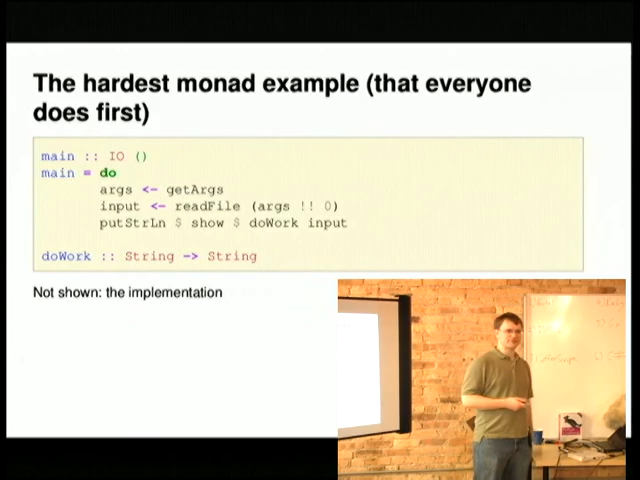 The hardest monad example (that everyone
does first)
main :: IO ()
main = do
args <- getArgs
input <- readFile (args !! 0)
putStrLn $ show $ doWork input
doWork :: String -> String
Not shown: the implementation